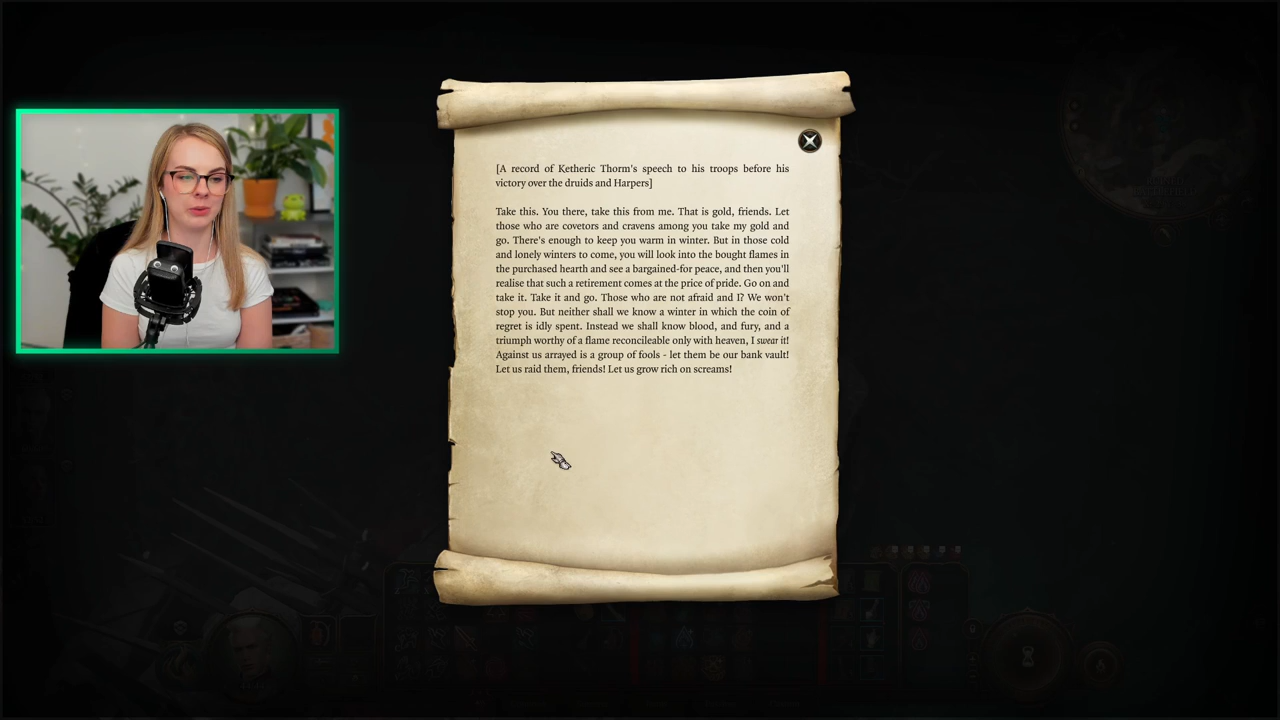 [A record of Ketheric Thorm's speech to his troops before his
victory over the druids and Harpers]
Take this. You there, take this from me. That is gold, friends. Let
those who are covetors and cravens among you take my gold and
go. There's enough to keep you warm in winter. But in those cold
and lonely winters to come, you will look into the bought flames in
the purchased hearth and see a bargained-for peace, and then you'll
realise that such a retirement comes at the price of pride. Go on and
take it. Take it and go. Those who are not afraid and I? We won't
stop you. But neither shall we know a winter in which the coin of
regret is idly spent. Instead we shall know blood, and fury, and a
triumph worthy of a flame reconcileable only with heaven, I swear it!
Against us arrayed is a group of fools - let them be our bank vault!
Let us raid them, friends! Let us grow rich on screams!